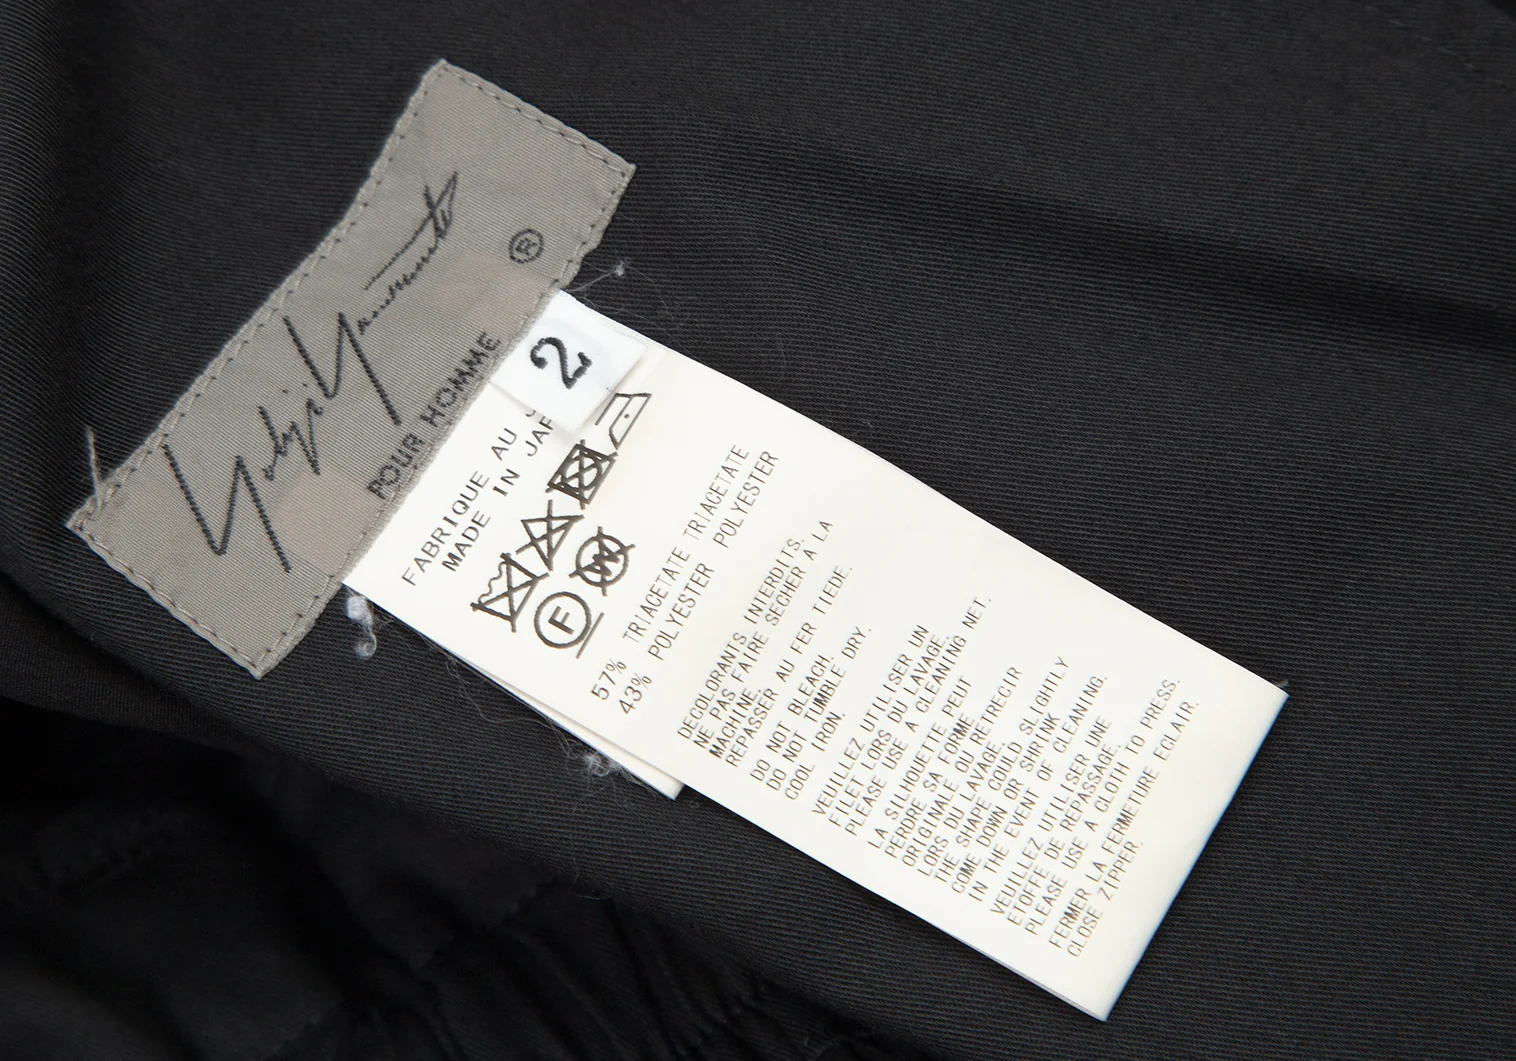 Yohji Yamamoto
®
POUR HOMME
2
FABRIQUE AU
MADE IN JAP
W
F
57% TRIACETATE TRIACETATE
43% POLYESTER POLYESTER
DECOLORANTS INTERDITS.
NE PAS FAIRE SECHER A LA
MACHINE.
REPASSER AU FER TIEDE.
DO NOT BLEACH.
DO NOT TUMBLE DRY.
COOL IRON.
VEUILLEZ UTILISER UN
FILET LORS DU LAVAGE.
PLEASE USE A CLEANING NET.
LA SILHOUETTE PEUT
PERDRE SA FORME
ORIGINALE OU RETRECIR
LORS DU LAVAGE.
THE SHAPE COULD SLIGHTLY
COME DOWN OR SHRINK
IN THE EVENT OF CLEANING.
VEUILLEZ UTILISER UNE
ETOFFE DE REPASSAGE.
PLEASE USE A CLOTH TO PRESS.
FERMER LA FERMETURE ECLAIR.
CLOSE ZIPPER.